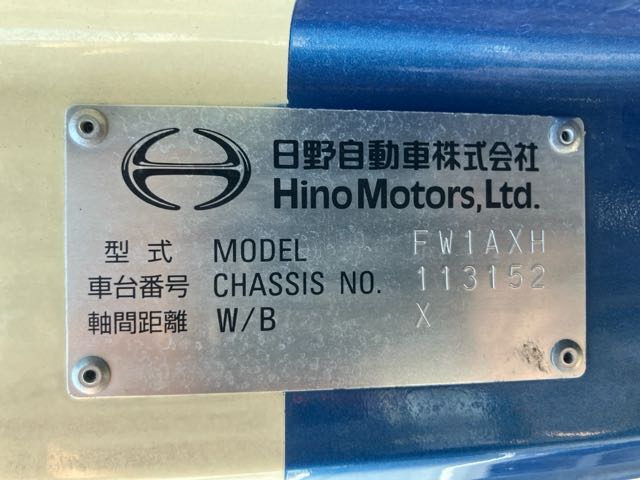 日野自動車株式会社
Hino Motors, Ltd.
型式 MODEL FW1AXH
車台番号 CHASSIS NO. 113152
軸間距離 W/B X